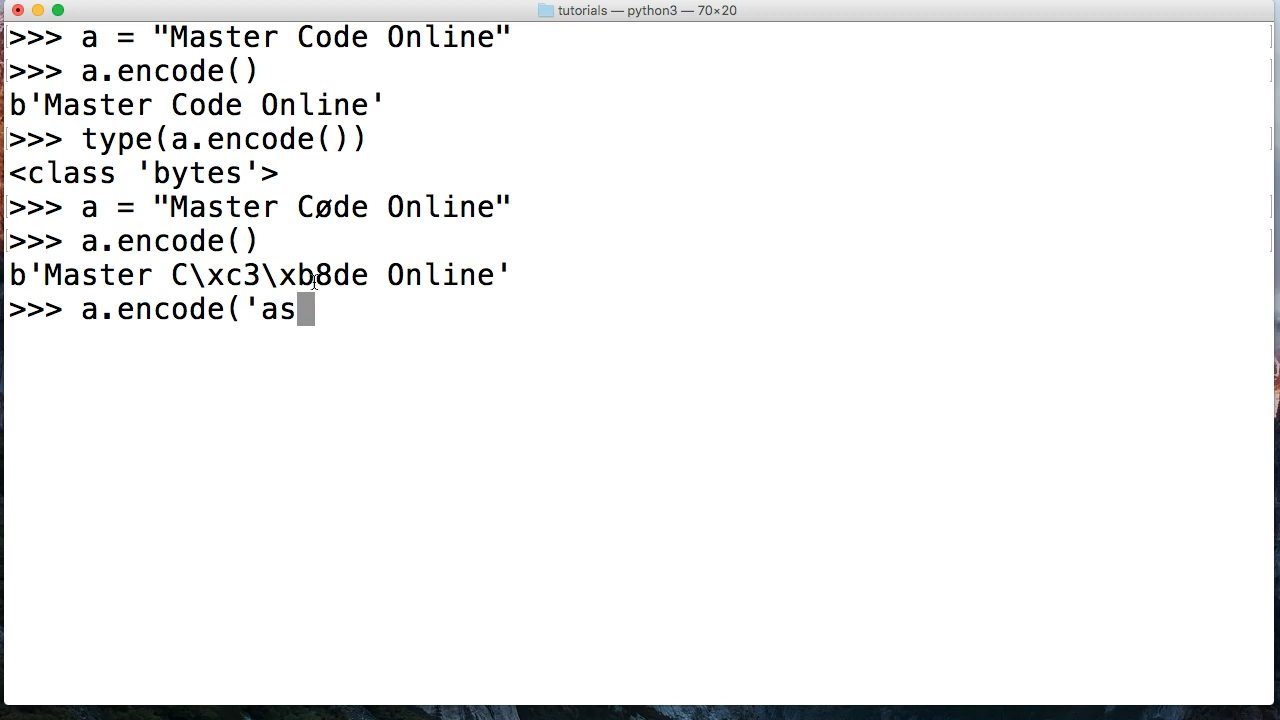 tutorials — python3 — 70×20
>>> a = "Master Code Online"
>>> a.encode()
b'Master Code Online'
>>> type(a.encode())
<class 'bytes'>
>>> a = "Master Cøde Online"
>>> a.encode()
b'Master C\xc3\xb8de Online'
>>> a.encode('as